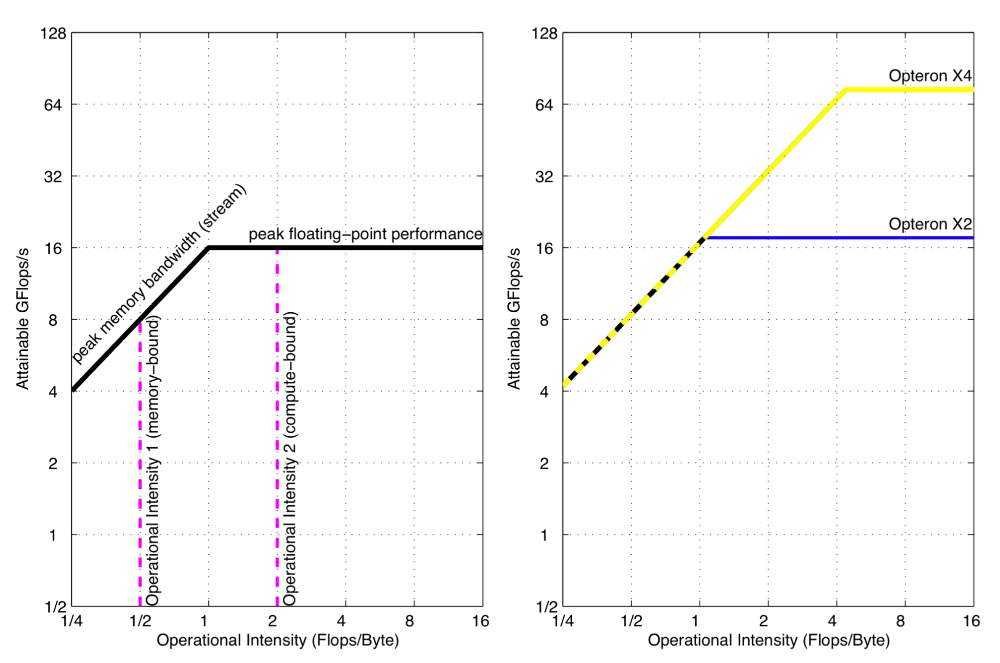 128
64
32
16
8
4
2
1
1/2
Attainable GFlops/s
peak memory bandwidth (stream)
peak floating−point performance
Operational Intensity 1 (memory−bound)
Operational Intensity 2 (compute−bound)
1/4 1/2 1 2 4 8 16
Operational Intensity (Flops/Byte)
128
64
32
16
8
4
2
1
1/2
Attainable GFlops/s
Opteron X4
Opteron X2
1/4 1/2 1 2 4 8 16
Operational Intensity (Flops/Byte)